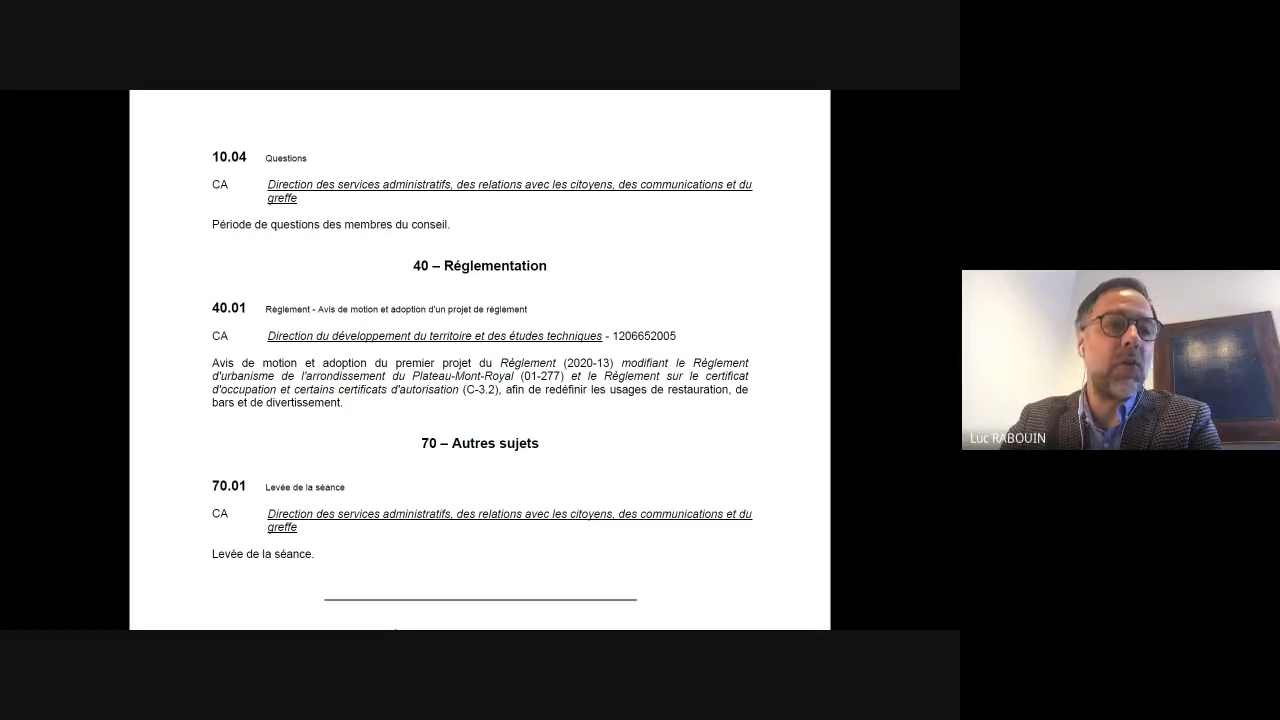 10.04 Questions
CA Direction des services administratifs, des relations avec les citoyens, des communications et du
greffe
Période de questions des membres du conseil.
40 – Réglementation
40.01 Règlement - Avis de motion et adoption d'un projet de règlement
CA Direction du développement du territoire et des études techniques - 1206652005
Avis de motion et adoption du premier projet du Règlement (2020-13) modifiant le Règlement
d'urbanisme de l'arrondissement du Plateau-Mont-Royal (01-277) et le Règlement sur le certificat
d'occupation et certains certificats d'autorisation (C-3.2), afin de redéfinir les usages de restauration, de
bars et de divertissement.
70 – Autres sujets
70.01 Levée de la séance
CA Direction des services administratifs, des relations avec les citoyens, des communications et du
greffe
Levée de la séance.
Luc RABOUIN